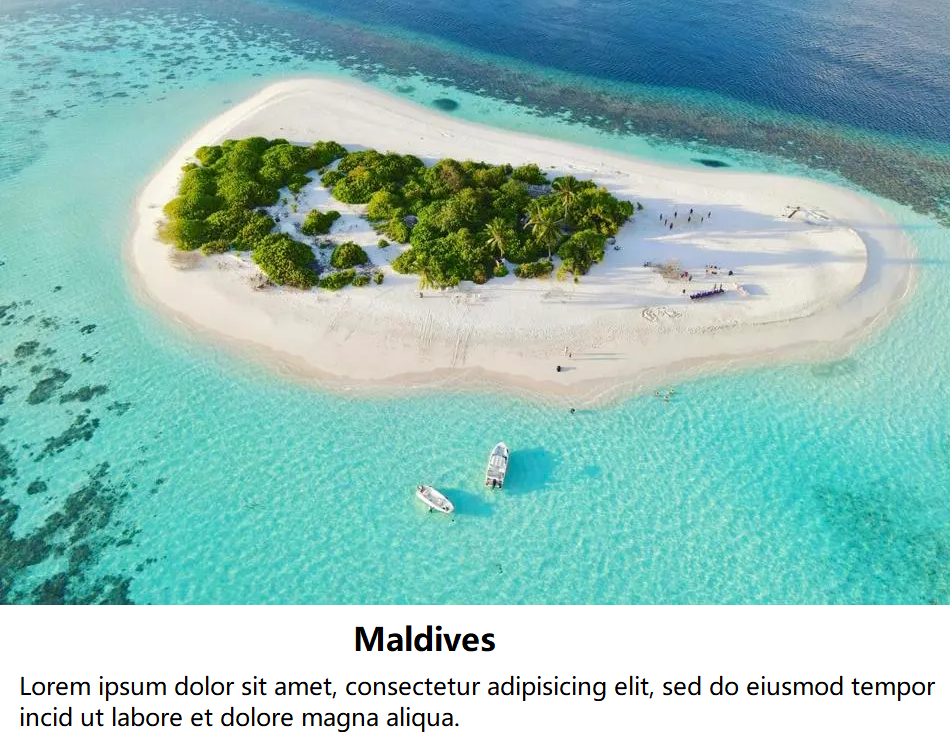 Maldives
Lorem ipsum dolor sit amet, consectetur adipisicing elit, sed do eiusmod tempor
incid ut labore et dolore magna aliqua.